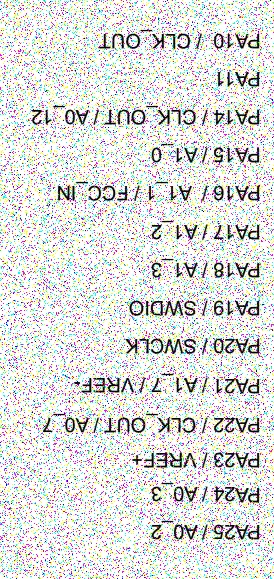 PA25 / A0_2
PA24 / A0_3
PA23 / VREF+
PA22 / CLK_OUT / A0_7
PA21 / A1_7 / VREF-
PA20 / SWCLK
PA19 / SWDIO
PA18 / A1_3
PA17 / A1_2
PA16 / A1_1 / FCC_IN
PA15 / A1_0
PA14 / CLK_OUT / A0_12
PA11
PA10 / CLK_OUT